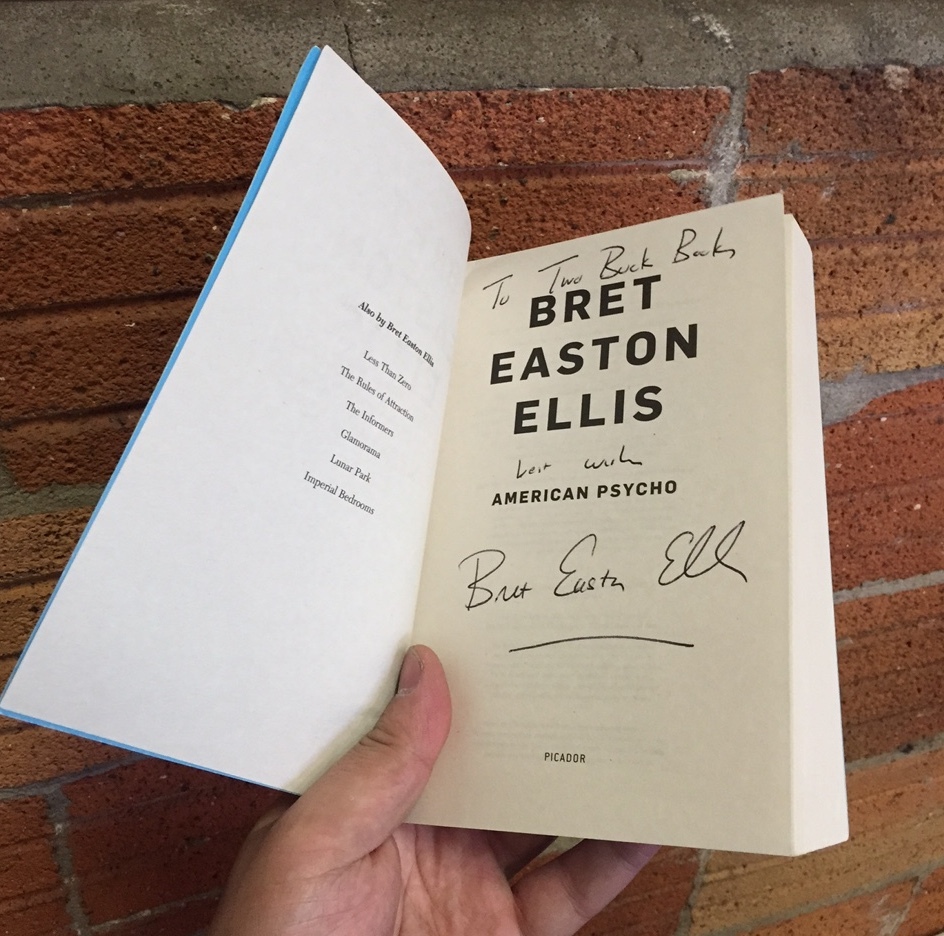 Also by Bret Easton Ellis
Less Than Zero
The Rules of Attraction
The Informers
Glamorama
Lunar Park
Imperial Bedrooms
To Two Buck Books
BRET
EASTON
ELLIS
best wishes
AMERICAN PSYCHO
Bret Easton Ellis
PICADOR